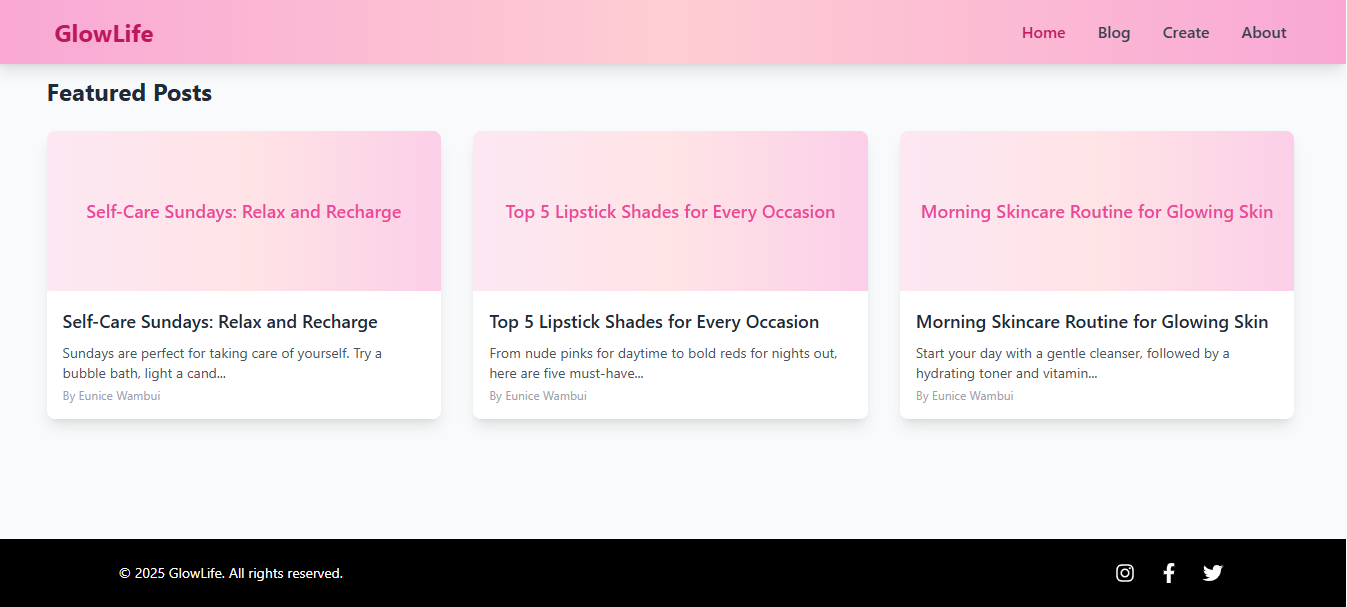 GlowLife
Home Blog Create About
Featured Posts
Self-Care Sundays: Relax and Recharge
Self-Care Sundays: Relax and Recharge
Sundays are perfect for taking care of yourself. Try a
bubble bath, light a cand...
By Eunice Wambui
Top 5 Lipstick Shades for Every Occasion
Top 5 Lipstick Shades for Every Occasion
From nude pinks for daytime to bold reds for nights out,
here are five must-have...
By Eunice Wambui
Morning Skincare Routine for Glowing Skin
Morning Skincare Routine for Glowing Skin
Start your day with a gentle cleanser, followed by a
hydrating toner and vitamin...
By Eunice Wambui
© 2025 GlowLife. All rights reserved.